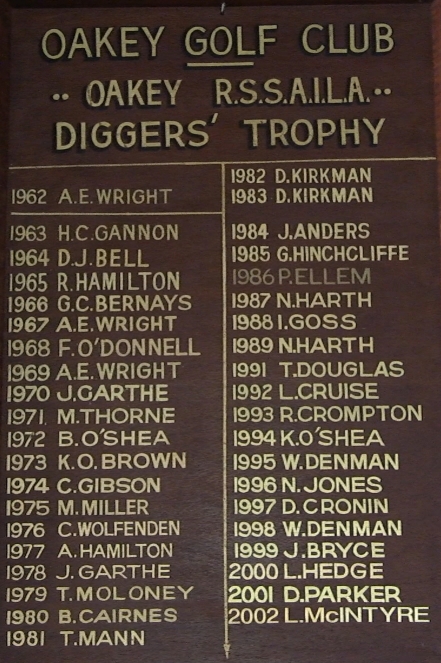 OAKEY GOLF CLUB
·· OAKEY R.S.S.A.I.L.A. ··
DIGGERS' TROPHY
1962 A.E.WRIGHT
1963 H.C.GANNON
1964 D.J.BELL
1965 R.HAMILTON
1966 G.C.BERNAYS
1967 A.E.WRIGHT
1968 F.O'DONNELL
1969 A.E.WRIGHT
1970 J.GARTHE
1971 M.THORNE
1972 B.O'SHEA
1973 K.O.BROWN
1974 C.GIBSON
1975 M.MILLER
1976 C.WOLFENDEN
1977 A.HAMILTON
1978 J.GARTHE
1979 T.MOLONEY
1980 B.CAIRNES
1981 T.MANN
1982 D.KIRKMAN
1983 D.KIRKMAN
1984 J.ANDERS
1985 G.HINCHCLIFFE
1986 P.ELLEM
1987 N.HARTH
1988 I.GOSS
1989 N.HARTH
1991 T.DOUGLAS
1992 L.CRUISE
1993 R.CROMPTON
1994 K.O'SHEA
1995 W.DENMAN
1996 N.JONES
1997 D.CRONIN
1998 W.DENMAN
1999 J.BRYCE
2000 L.HEDGE
2001 D.PARKER
2002 L.McINTYRE